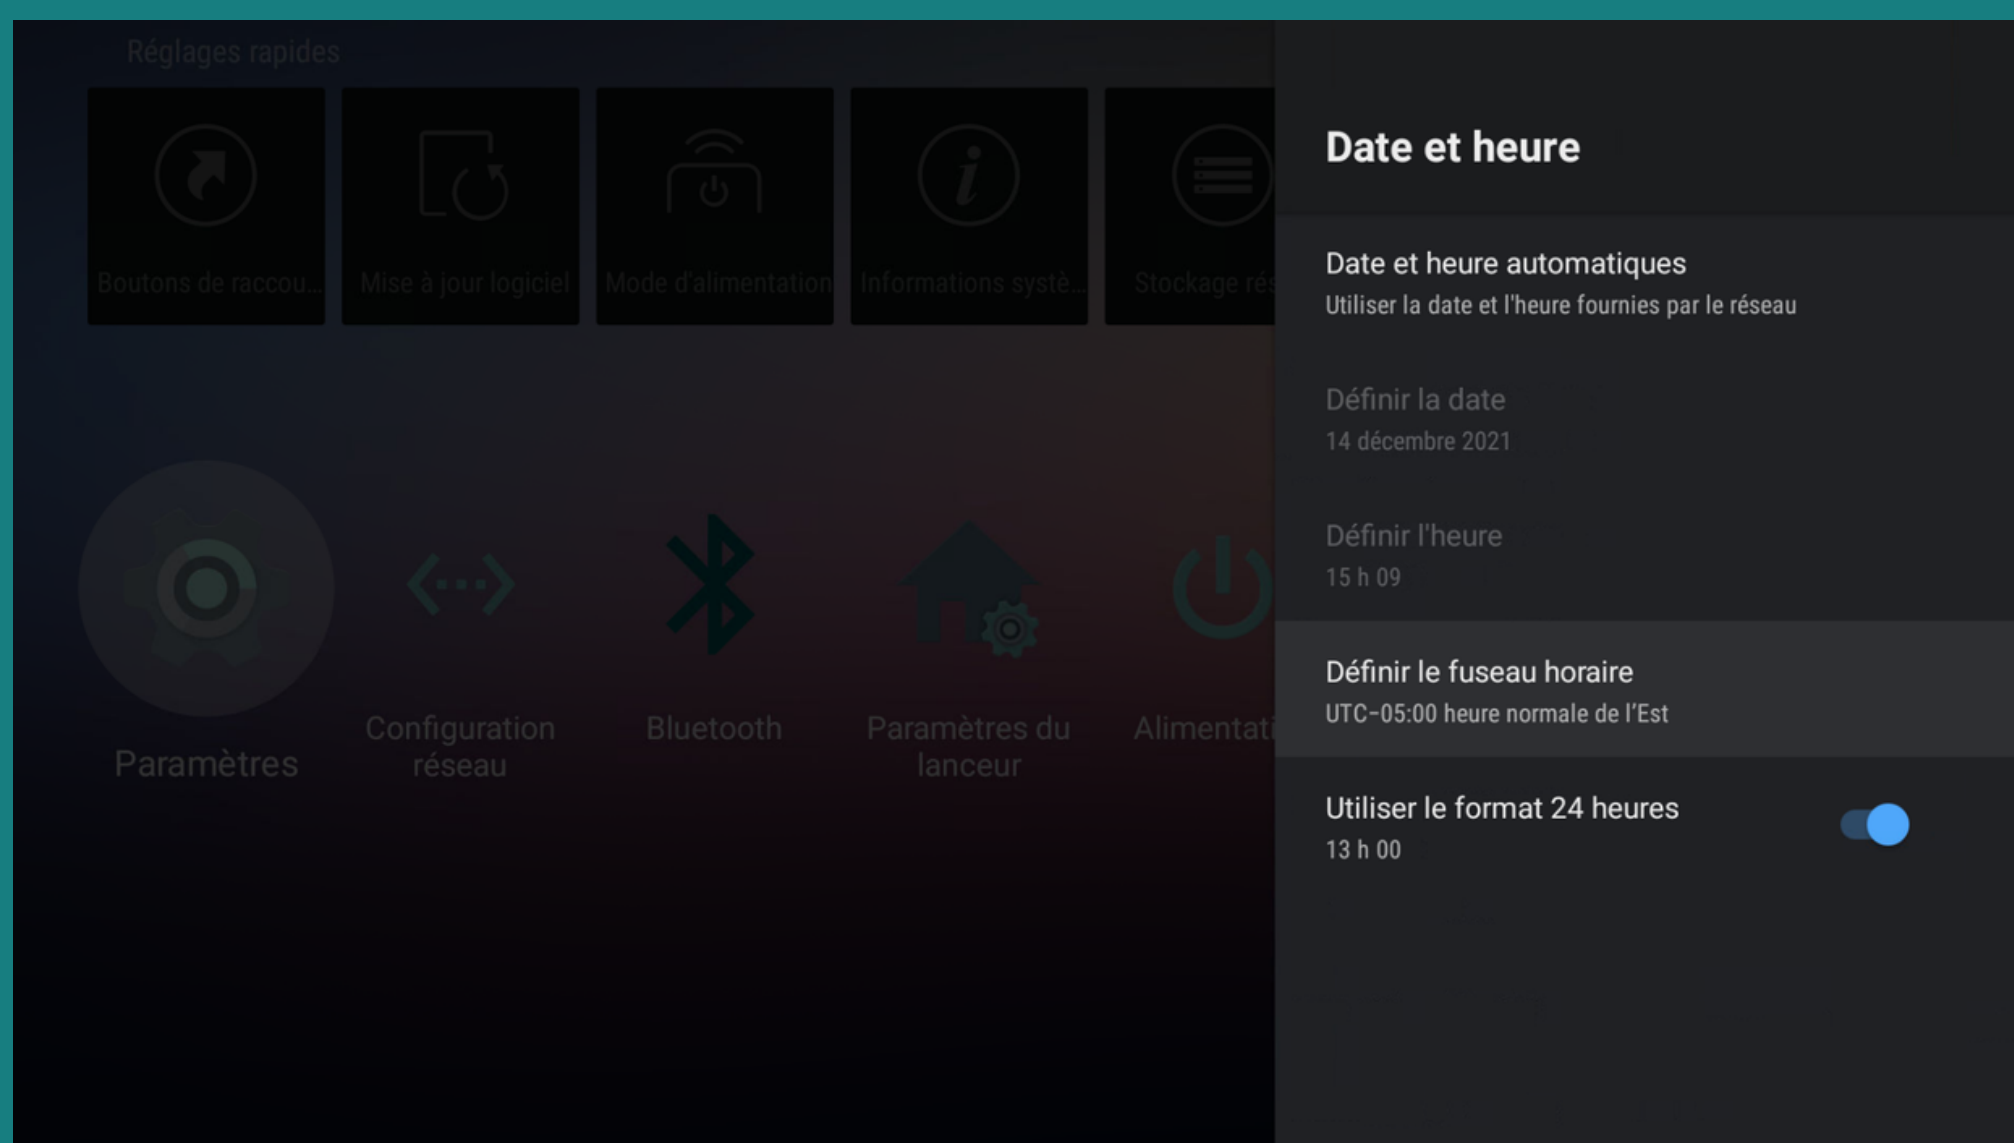 Réglages rapides
Boutons de raccou...
Mise à jour logiciel
Mode d'alimentation
Informations systè...
Stockage rés
Paramètres
Configuration
réseau
Bluetooth
Paramètres du
lanceur
Alimentati
Date et heure
Date et heure automatiques
Utiliser la date et l'heure fournies par le réseau
Définir la date
14 décembre 2021
Définir l'heure
15 h 09
Définir le fuseau horaire
UTC−05:00 heure normale de l’Est
Utiliser le format 24 heures
13 h 00